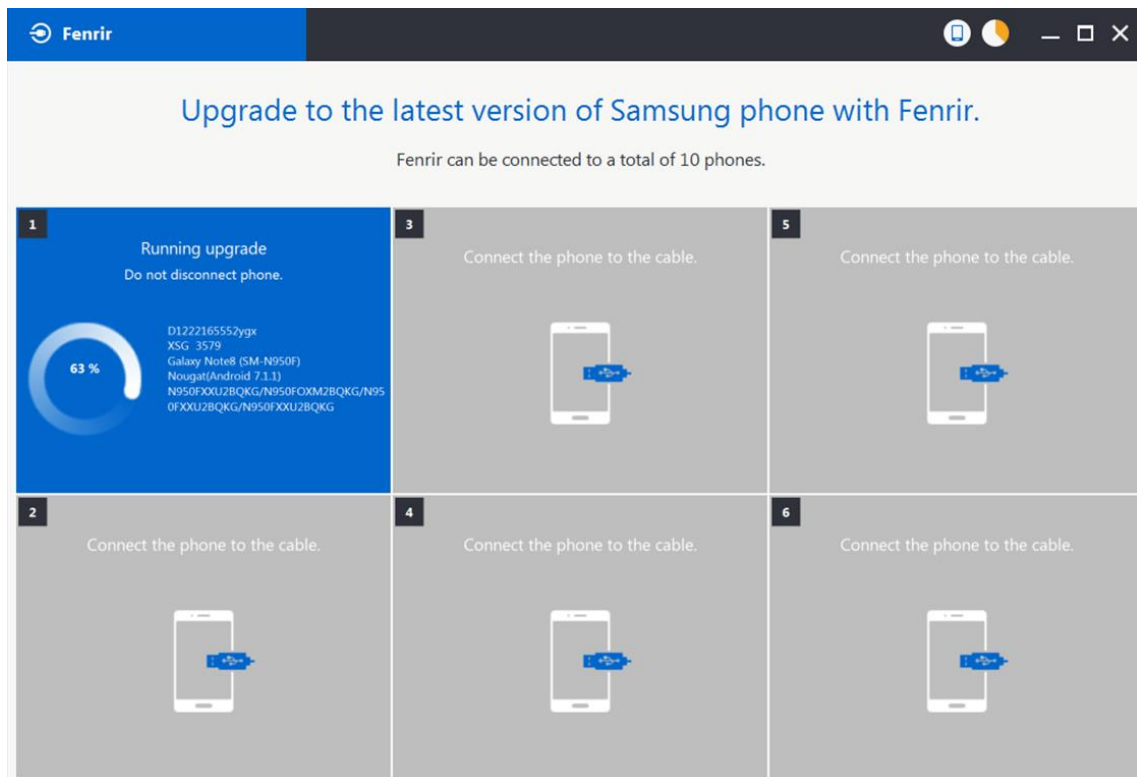 Fenrir
Upgrade to the latest version of Samsung phone with Fenrir.
Fenrir can be connected to a total of 10 phones.
1
Running upgrade
Do not disconnect phone.
63 %
D1222165552ygx
XSG 3579
Galaxy Note8 (SM-N950F)
Nougat(Android 7.1.1)
N950FXXU2BQKG/N950FOXM2BQKG/N95
0FXXU2BQKG/N950FXXU2BQKG
3
Connect the phone to the cable.
5
Connect the phone to the cable.
2
Connect the phone to the cable.
4
Connect the phone to the cable.
6
Connect the phone to the cable.